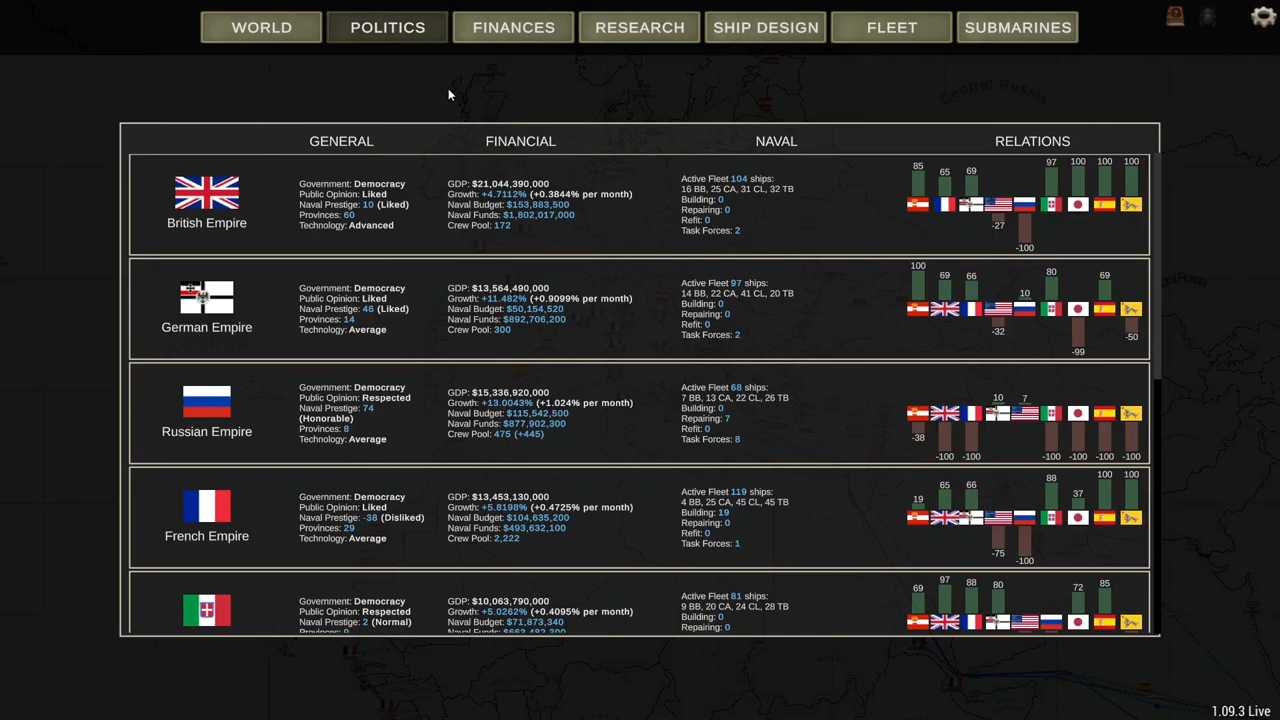 WORLD POLITICS FINANCES RESEARCH SHIP DESIGN FLEET SUBMARINES
Central Russia
GENERAL FINANCIAL NAVAL RELATIONS
British Empire
Government: Democracy
Public Opinion: Liked
Naval Prestige: 10 (Liked)
Provinces: 60
Technology: Advanced
GDP: $21,044,390,000
Growth: +4.7112% (+0.3844% per month)
Naval Budget: $153,883,500
Naval Funds: $1,802,017,000
Crew Pool: 172
Active Fleet 104 ships:
16 BB, 25 CA, 31 CL, 32 TB
Building: 0
Repairing: 0
Refit: 0
Task Forces: 2
85 65 69 97 100 100 100
-27
-100
German Empire
Government: Democracy
Public Opinion: Liked
Naval Prestige: 46 (Liked)
Provinces: 14
Technology: Average
GDP: $13,564,490,000
Growth: +11.482% (+0.9099% per month)
Naval Budget: $50,154,520
Naval Funds: $892,706,200
Crew Pool: 300
Active Fleet 97 ships:
14 BB, 22 CA, 41 CL, 20 TB
Building: 0
Repairing: 0
Refit: 0
Task Forces: 2
100 69 66 10 80 69
-32 -99 -50
Russian Empire
Government: Democracy
Public Opinion: Respected
Naval Prestige: 74
(Honorable)
Provinces: 8
Technology: Average
GDP: $15,336,920,000
Growth: +13.0043% (+1.024% per month)
Naval Budget: $115,542,500
Naval Funds: $877,902,300
Crew Pool: 475 (+445)
Active Fleet 68 ships:
7 BB, 13 CA, 22 CL, 26 TB
Building: 0
Repairing: 7
Refit: 0
Task Forces: 8
10 7
-38 -100 -100 -100 -100 -100 -100
French Empire
Government: Democracy
Public Opinion: Liked
Naval Prestige: -38 (Disliked)
Provinces: 29
Technology: Average
GDP: $13,453,130,000
Growth: +5.8198% (+0.4725% per month)
Naval Budget: $104,635,200
Naval Funds: $493,632,100
Crew Pool: 2,222
Active Fleet 119 ships:
4 BB, 25 CA, 45 CL, 45 TB
Building: 19
Repairing: 0
Refit: 0
Task Forces: 1
19 65 66 88 37 100 100
-75 -100
Government: Democracy
Public Opinion: Respected
Naval Prestige: 2 (Normal)
Provinces: 9
GDP: $10,063,790,000
Growth: +5.0262% (+0.4095% per month)
Naval Budget: $71,873,340
Naval Funds: $663,482,300
Active Fleet 81 ships:
9 BB, 20 CA, 24 CL, 28 TB
Building: 0
Repairing: 0
69 97 88 80 72 85
1.09.3 Live